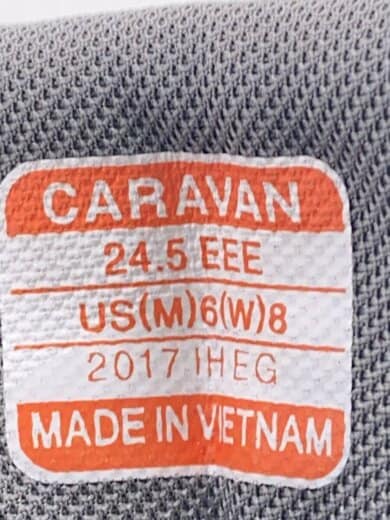 CARAVAN
24.5 EEE
US(M)6(W)8
2017 IHEG
MADE IN VIETNAM